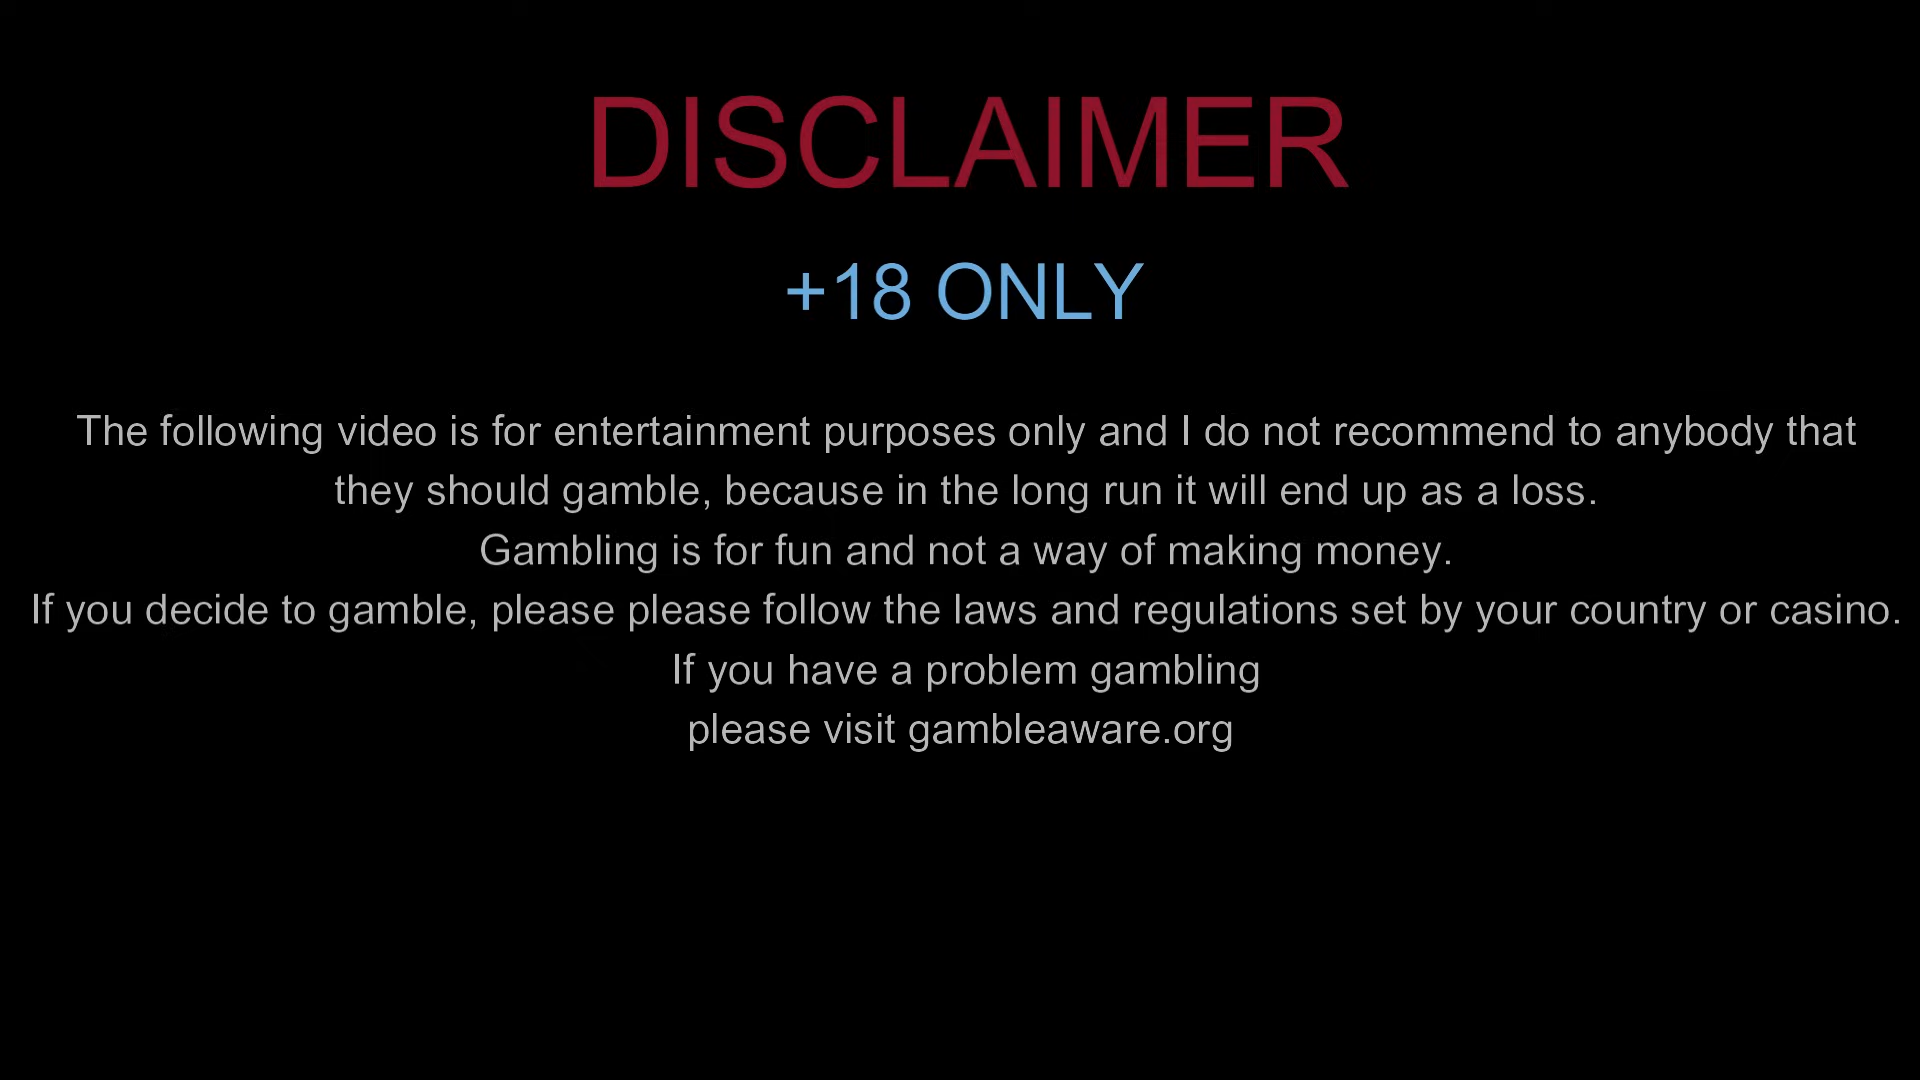 DISCLAIMER
+18 ONLY
The following video is for entertainment purposes only and I do not recommend to anybody that
they should gamble, because in the long run it will end up as a loss.
Gambling is for fun and not a way of making money.
If you decide to gamble, please please follow the laws and regulations set by your country or casino.
If you have a problem gambling
please visit gambleaware.org